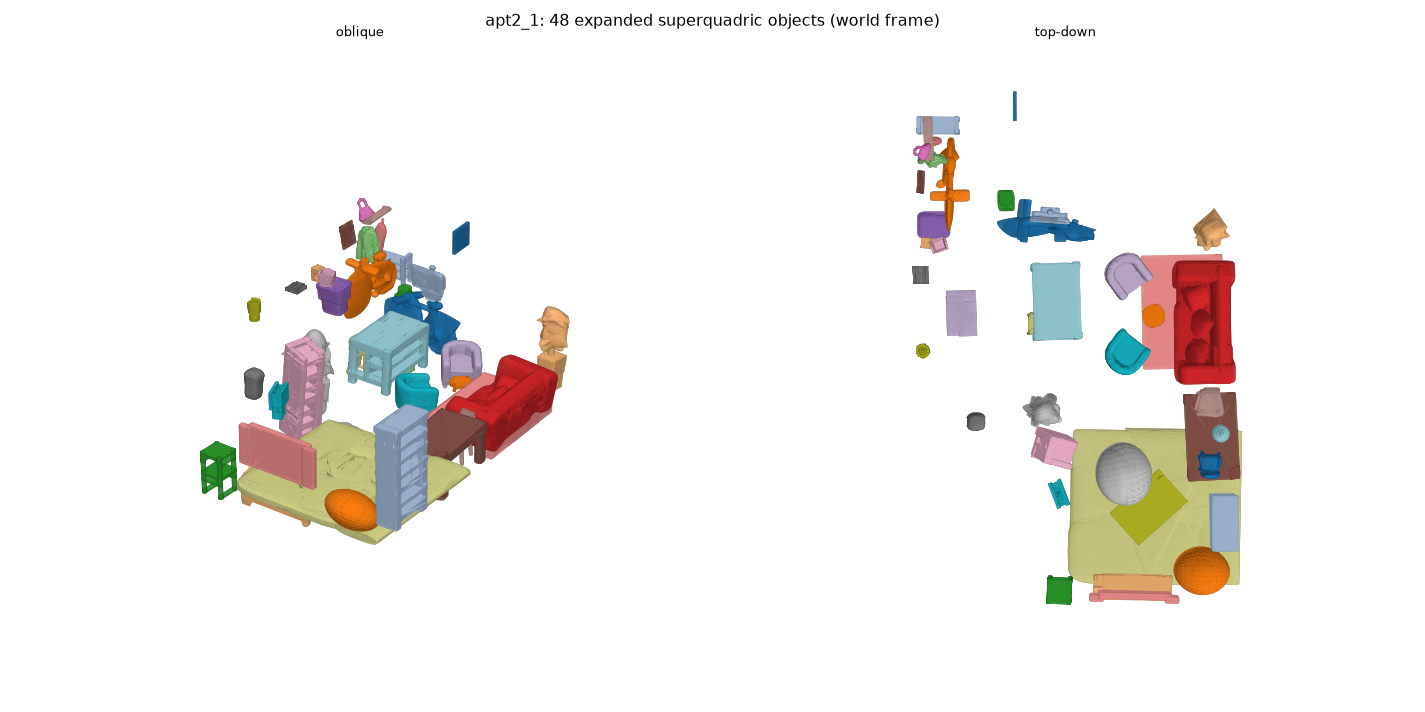 apt2_1: 48 expanded superquadric objects (world frame)
oblique
top-down